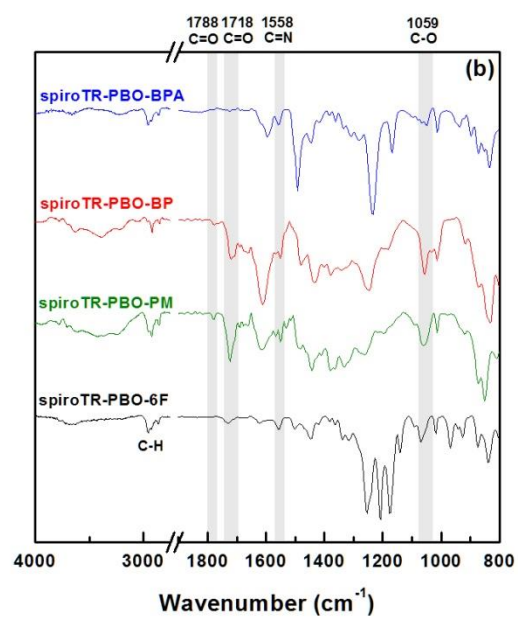 1788 1718 1558 1059
C=O C=O C=N C-O
(b)
spiroTR-PBO-BPA
spiroTR-PBO-BP
spiroTR-PBO-PM
spiroTR-PBO-6F
C-H
4000 3000 1800 1600 1400 1200 1000 800
Wavenumber (cm⁻¹)